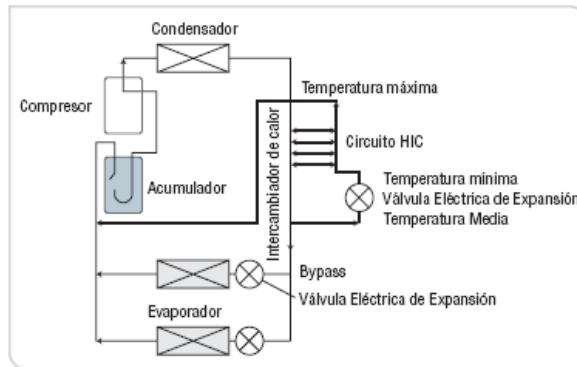 Condensador
Temperatura máxima
Compresor
Intercambiador de calor
Circuito HIC
Acumulador
Temperatura mínima
Válvula Eléctrica de Expansión
Temperatura Media
Bypass
Válvula Eléctrica de Expansión
Evaporador